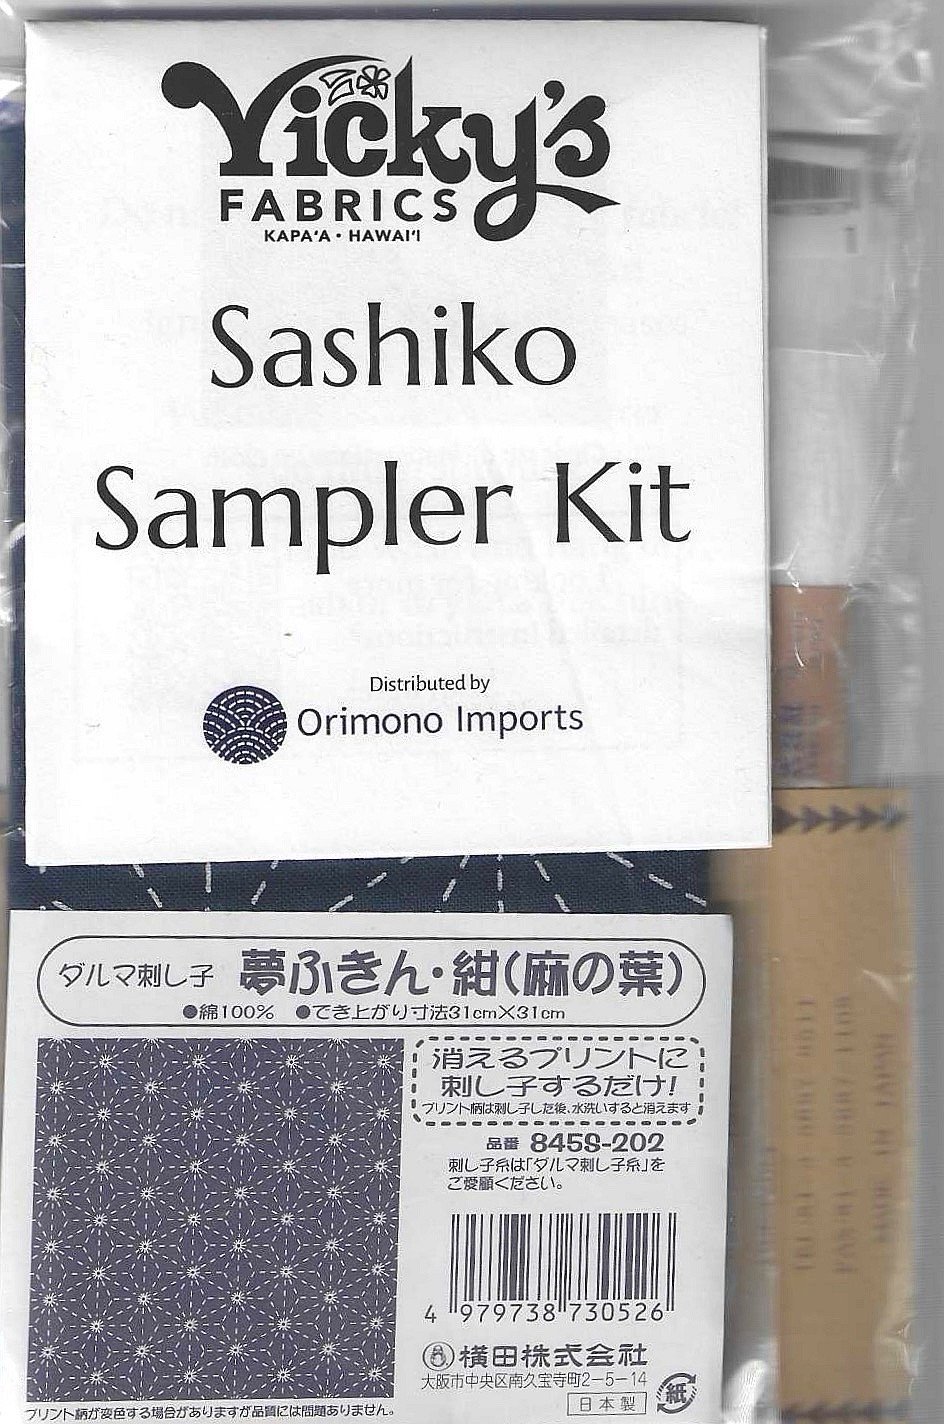 Vicky's
FABRICS
KAPA'A • HAWAI'I
Sashiko
Sampler Kit
Distributed by
Orimono Imports
ダルマ刺し子 夢ふきん・紺(麻の葉)
●綿100% ●でき上がり寸法31cm×31cm
消えるプリントに
刺し子するだけ!
プリント柄は刺し子した後、水洗いすると消えます
品番 8459-202
刺し子糸は「ダルマ刺し子糸」を
ご愛顧ください。
4 979738 730526
横田株式会社
大阪市中央区南久宝寺町2-5-14
日本製
紙
プリント柄が変色する場合がありますが品質には問題ありません。